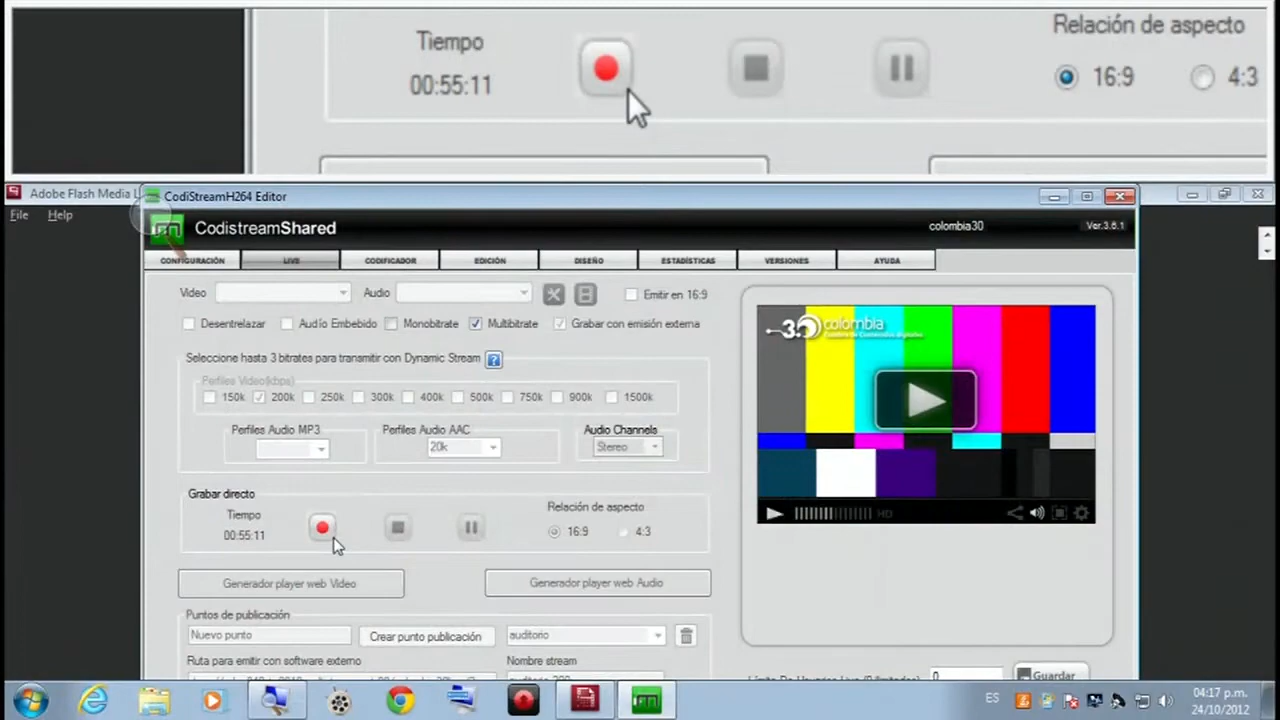 Tiempo
00:55:11
Relación de aspecto
16:9
4:3
Adobe Flash Media L
CodiStreamH264 Editor
File Help
CodistreamShared
colombia30
Ver.3.6.1
CONFIGURACIÓN LIVE CODIFICADOR EDICIÓN DISEÑO ESTADÍSTICAS VERSIONES AYUDA
Video Audio Emitir en 16:9
Desentrelazar Audío Embebido Monobitrate Multibitrate Grabar con emisión externa
Seleccione hasta 3 bitrates para transmitir con Dynamic Stream ?
Perfiles Video(kbps)
150k 200k 250k 300k 400k 500k 750k 900k 1500k
Perfiles Audio MP3 Perfiles Audio AAC Audio Channels
20k Stereo
3.0 colombia
HD
Grabar directo
Tiempo
00:55:11
Relación de aspecto
16:9 4:3
Generador player web Video Generador player web Audio
Puntos de publicación
Nuevo punto Crear punto publicación auditorio
Ruta para emitir con software externo Nombre stream
Guardar
0
ES
04:17 p.m.
24/10/2012